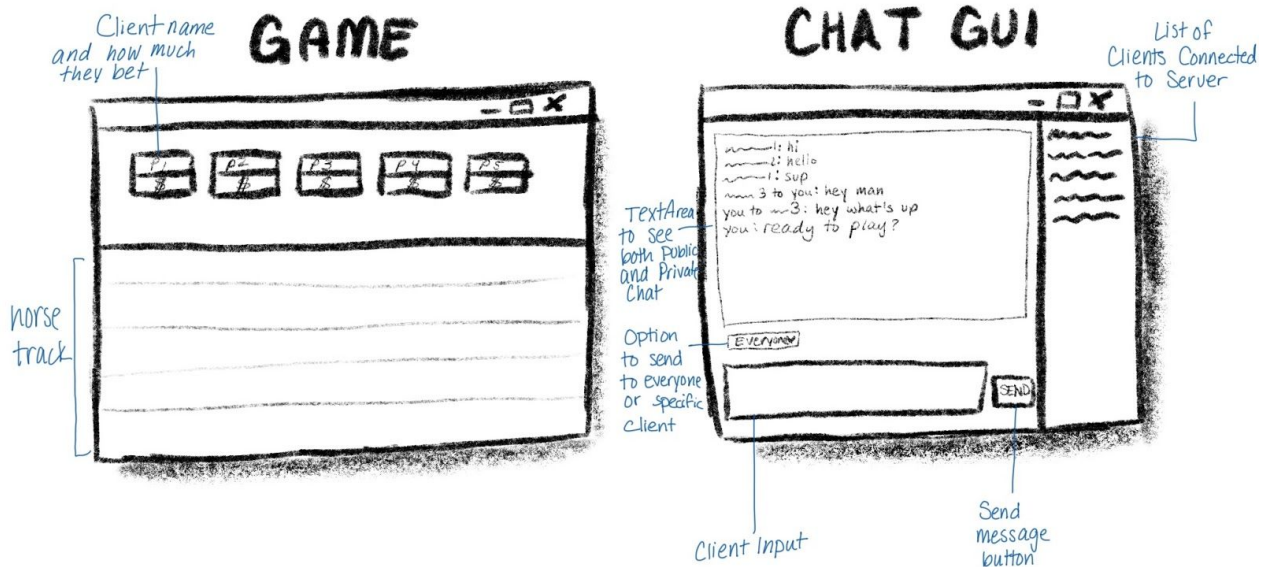 GAME
Client name
and how much
they bet
P1
P2
P3
P4
P5
$
$
$
$
$
horse
track
CHAT GUI
List of
Clients Connected
to Server
1: hi
2: hello
1: sup
3 to you: hey man
you to 3: hey what's up
you: ready to play?
TextArea
to see
both Public
and Private
Chat
Everyone
Option
to send
to everyone
or specific
client
SEND
Client Input
Send
message
button